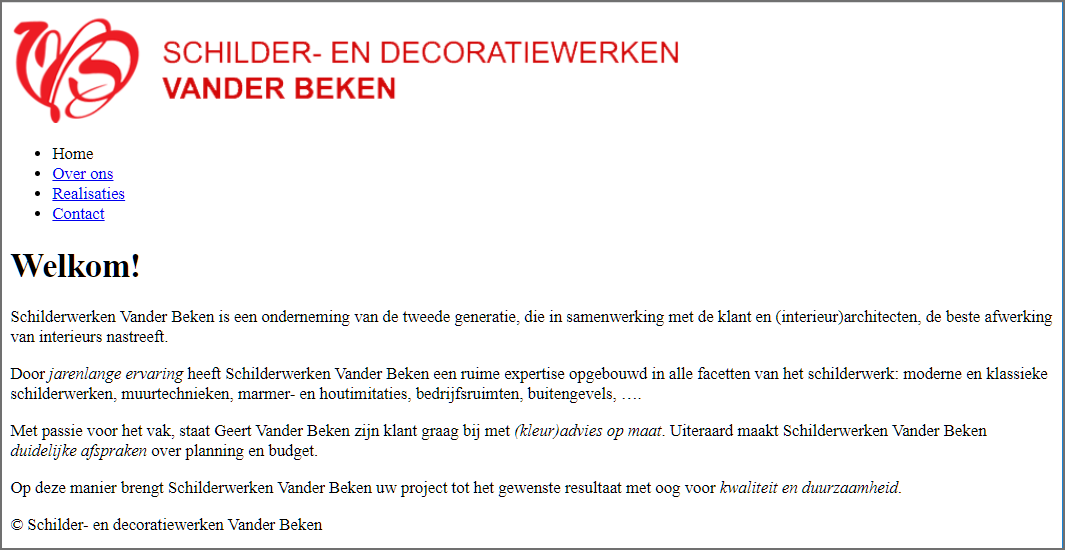 SCHILDER- EN DECORATIEWERKEN
VANDER BEKEN
Home
Over ons
Realisaties
Contact
Welkom!
Schilderwerken Vander Beken is een onderneming van de tweede generatie, die in samenwerking met de klant en (interieur)architecten, de beste afwerking
van interieurs nastreeft.
Door jarenlange ervaring heeft Schilderwerken Vander Beken een ruime expertise opgebouwd in alle facetten van het schilderwerk: moderne en klassieke
schilderwerken, muurtechnieken, marmer- en houtimitaties, bedrijfsruimten, buitengevels, ….
Met passie voor het vak, staat Geert Vander Beken zijn klant graag bij met (kleur)advies op maat. Uiteraard maakt Schilderwerken Vander Beken
duidelijke afspraken over planning en budget.
Op deze manier brengt Schilderwerken Vander Beken uw project tot het gewenste resultaat met oog voor kwaliteit en duurzaamheid.
© Schilder- en decoratiewerken Vander Beken